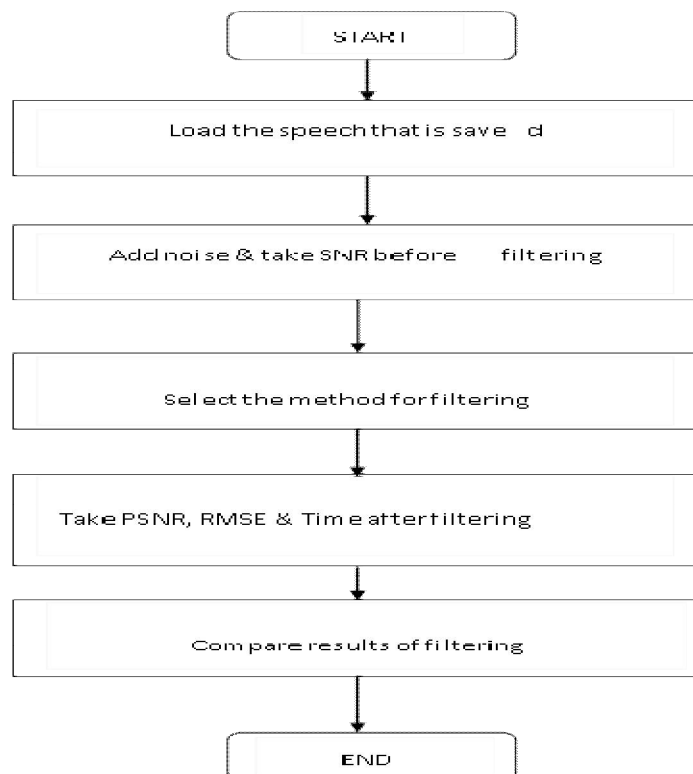 START
Load the speech that is save d
Add noise & take SNR before filtering
Select the method for filtering
Take PSNR, RMSE & Time after filtering
Compare results of filtering
END